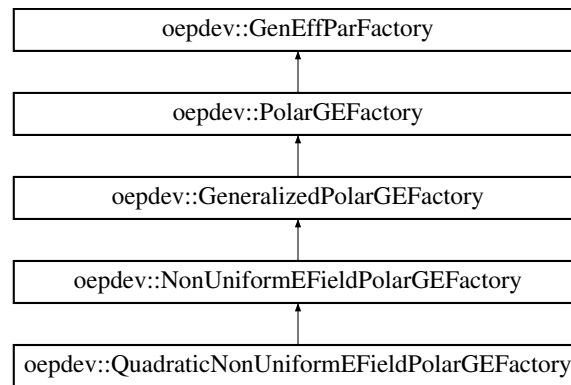 oepdev::GenEffParFactory
oepdev::PolarGEFactory
oepdev::GeneralizedPolarGEFactory
oepdev::NonUniformEFieldPolarGEFactory
oepdev::QuadraticNonUniformEFieldPolarGEFactory